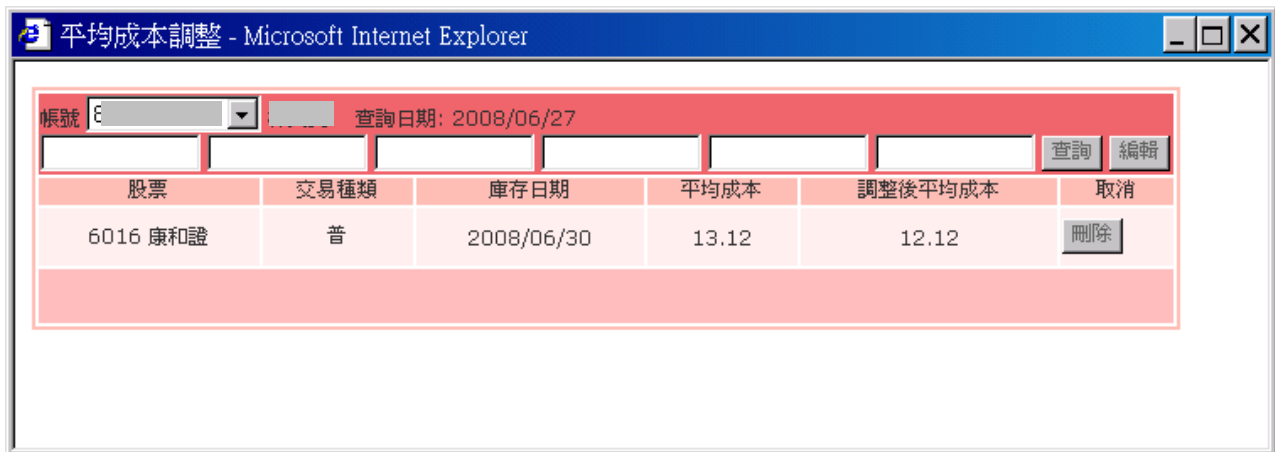 平均成本調整 - Microsoft Internet Explorer
帳號 8 查詢日期: 2008/06/27
查詢 編輯
股票 交易種類 庫存日期 平均成本 調整後平均成本 取消
6016 康和證 普 2008/06/30 13.12 12.12 刪除